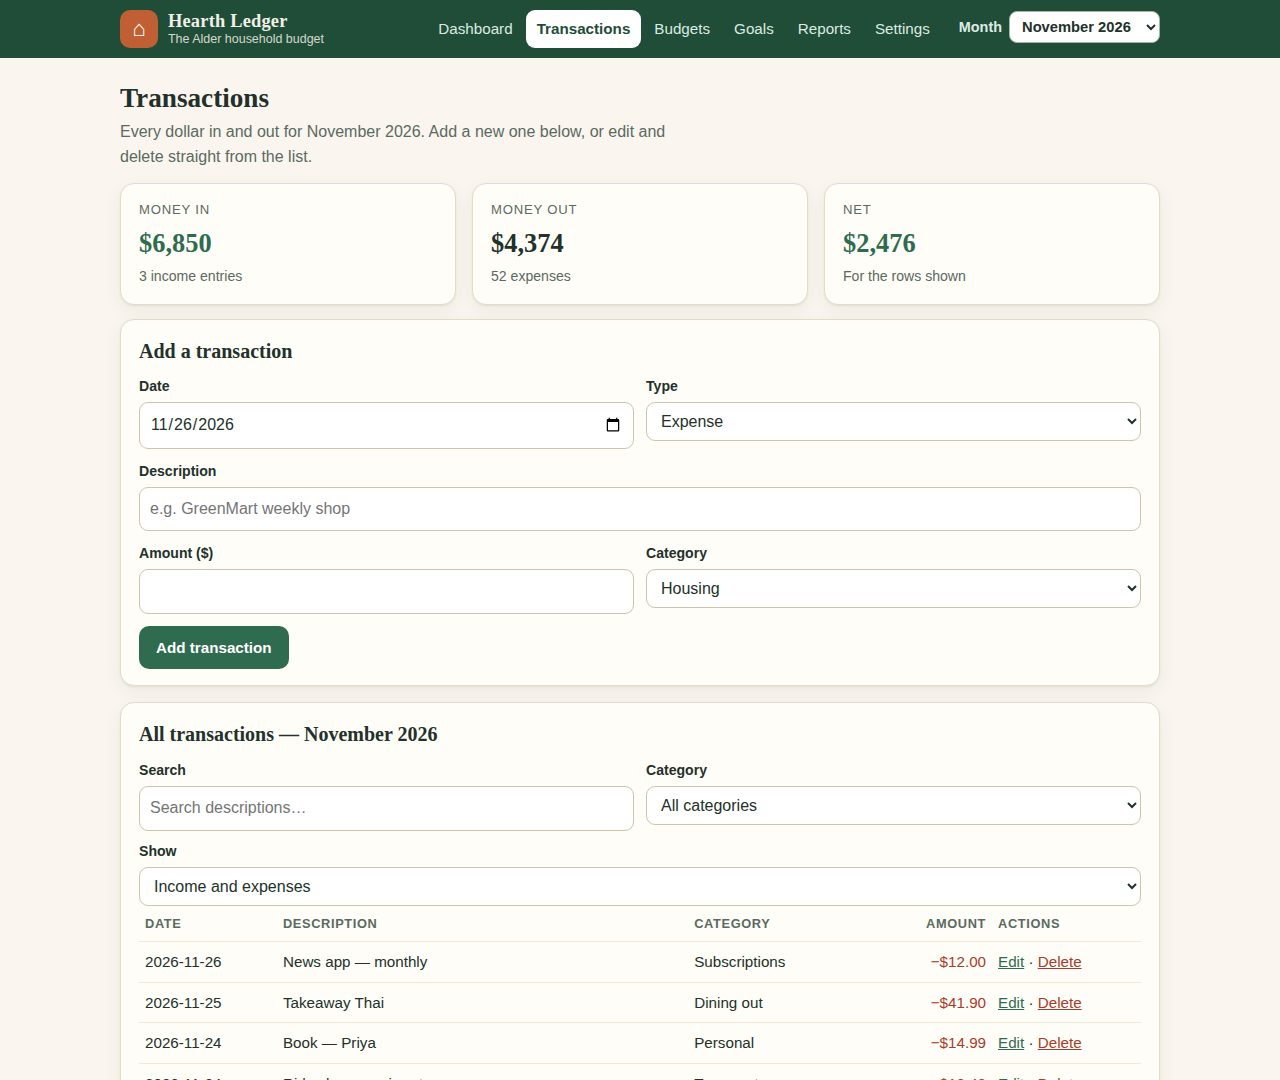 Hearth Ledger
The Alder household budget
Dashboard Transactions Budgets Goals Reports Settings Month November 2026
Transactions
Every dollar in and out for November 2026. Add a new one below, or edit and
delete straight from the list.
MONEY IN
$6,850
3 income entries
MONEY OUT
$4,374
52 expenses
NET
$2,476
For the rows shown
Add a transaction
Date Type
11/26/2026 Expense
Description
e.g. GreenMart weekly shop
Amount ($) Category
Housing
Add transaction
All transactions — November 2026
Search Category
Search descriptions… All categories
Show
Income and expenses
DATE DESCRIPTION CATEGORY AMOUNT ACTIONS
2026-11-26 News app — monthly Subscriptions −$12.00 Edit · Delete
2026-11-25 Takeaway Thai Dining out −$41.90 Edit · Delete
2026-11-24 Book — Priya Personal −$14.99 Edit · Delete